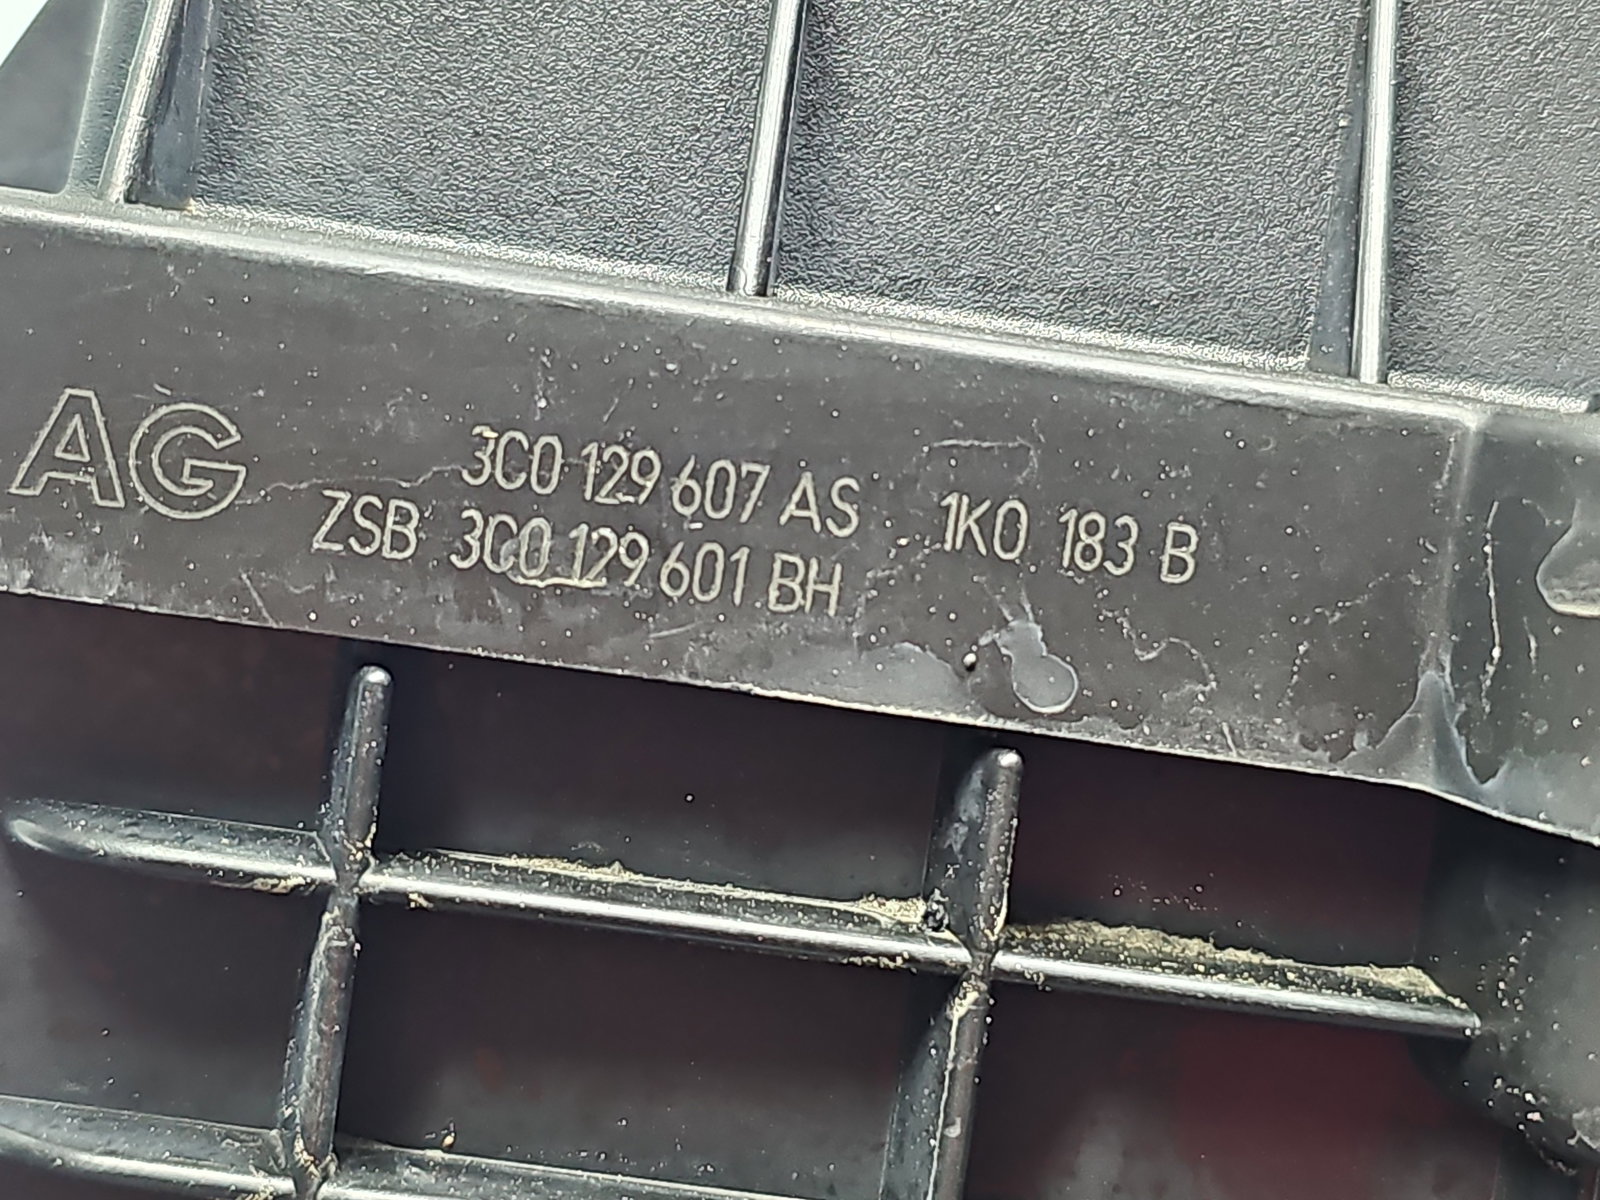 AG
3C0 129 607 AS 1K0 183 B
ZSB 3C0 129 601 BH